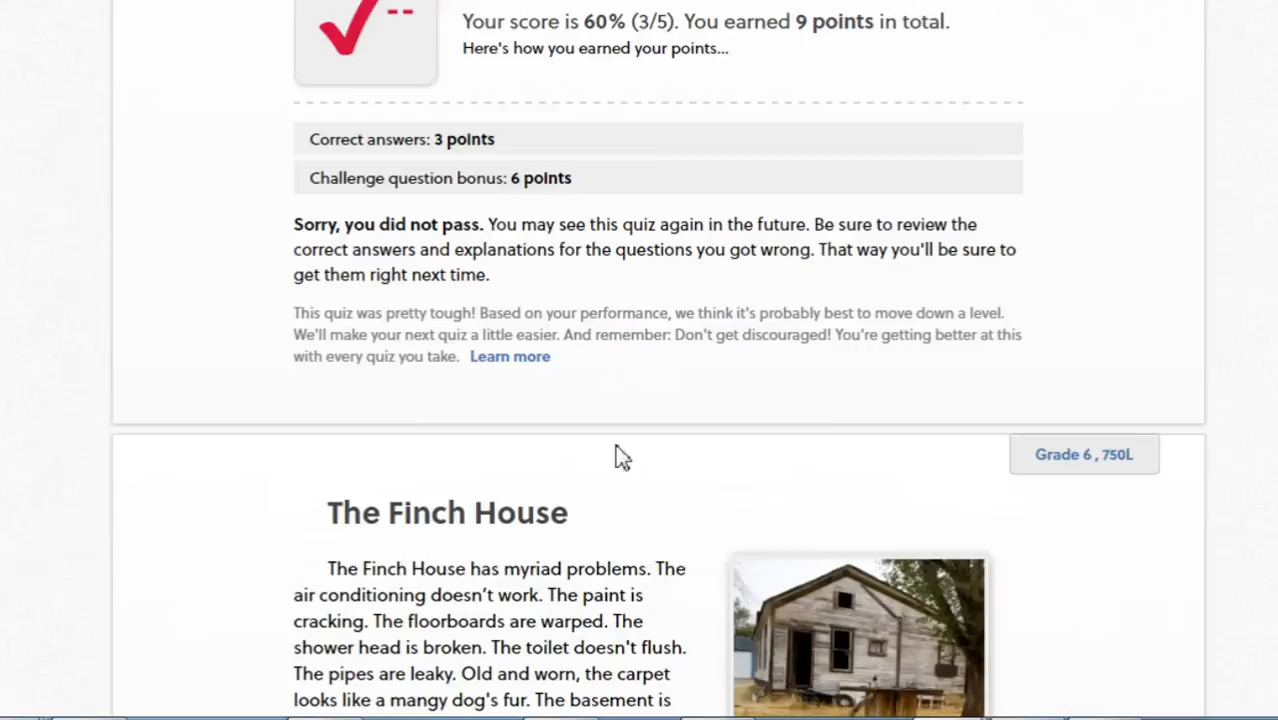 Your score is 60% (3/5). You earned 9 points in total.
Here's how you earned your points...
Correct answers: 3 points
Challenge question bonus: 6 points
Sorry, you did not pass. You may see this quiz again in the future. Be sure to review the
correct answers and explanations for the questions you got wrong. That way you'll be sure to
get them right next time.
This quiz was pretty tough! Based on your performance, we think it's probably best to move down a level.
We'll make your next quiz a little easier. And remember: Don't get discouraged! You're getting better at this
with every quiz you take. Learn more
Grade 6 , 750L
The Finch House
The Finch House has myriad problems. The
air conditioning doesn't work. The paint is
cracking. The floorboards are warped. The
shower head is broken. The toilet doesn't flush.
The pipes are leaky. Old and worn, the carpet
looks like a mangy dog's fur. The basement is